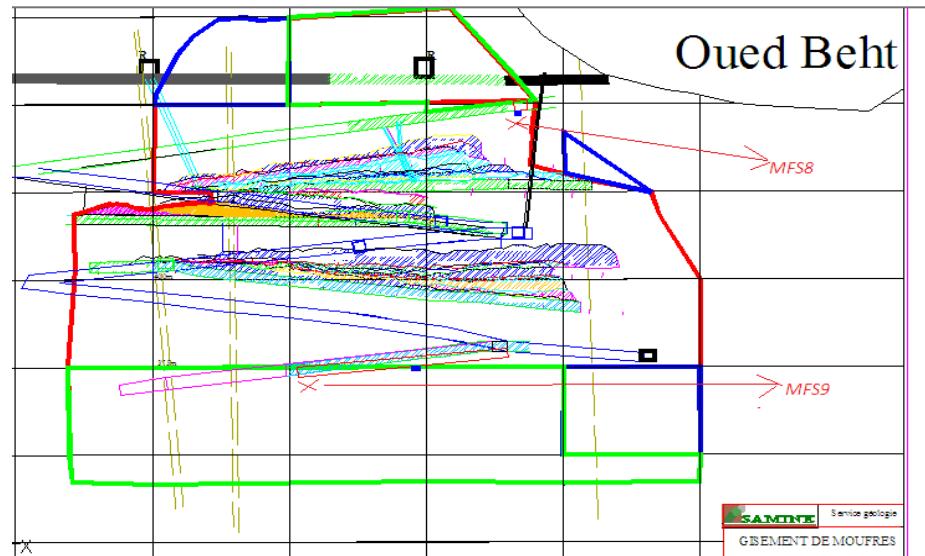 Oued Beht
R
R
MFS8
MFS9
SAMINE
Service géologie
GISEMENT DE MOUFRES
X